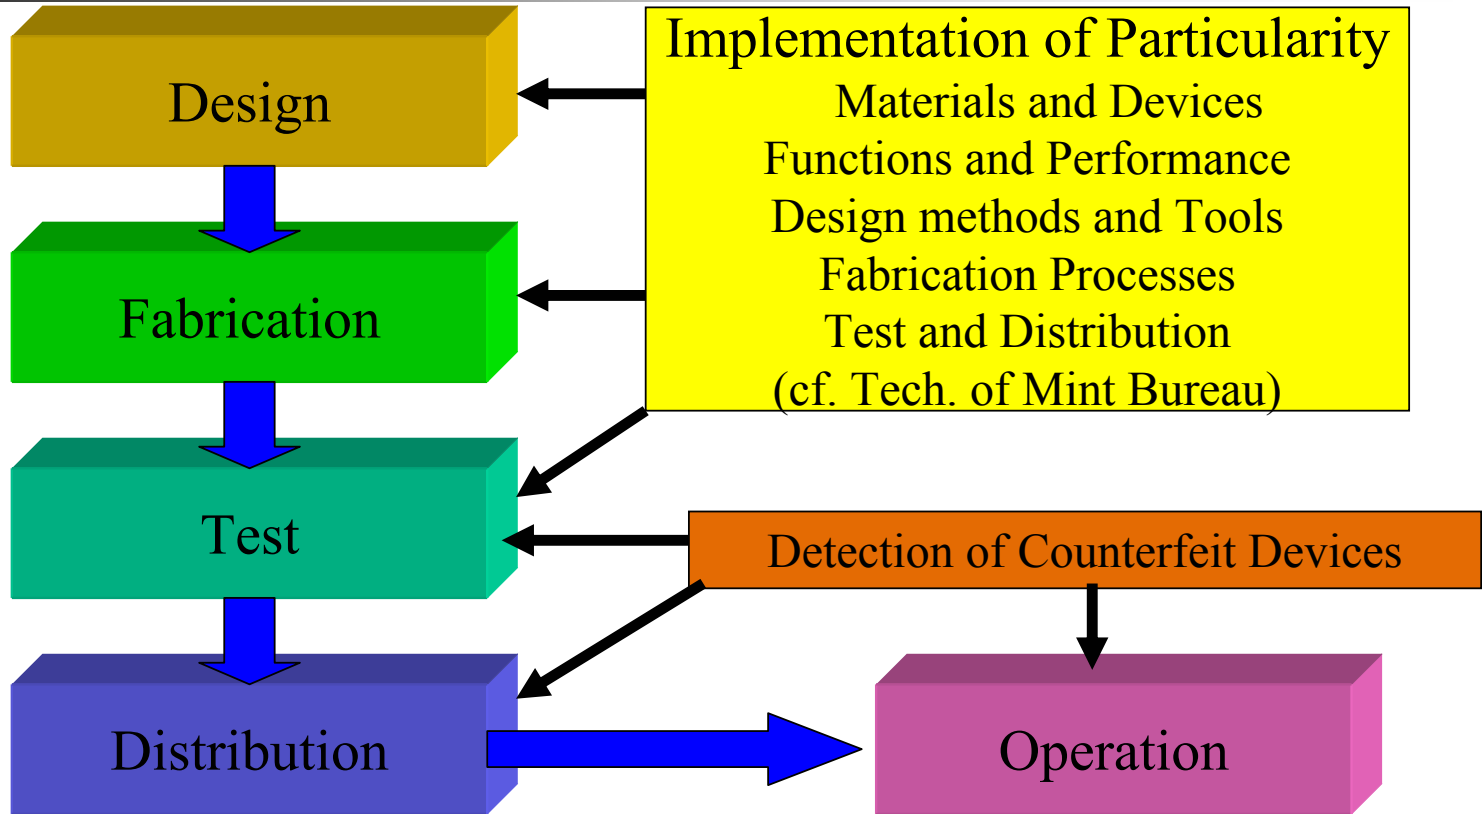 Design
Implementation of Particularity
Materials and Devices
Functions and Performance
Design methods and Tools
Fabrication Processes
Test and Distribution
(cf. Tech. of Mint Bureau)
Fabrication
Test
Detection of Counterfeit Devices
Distribution
Operation